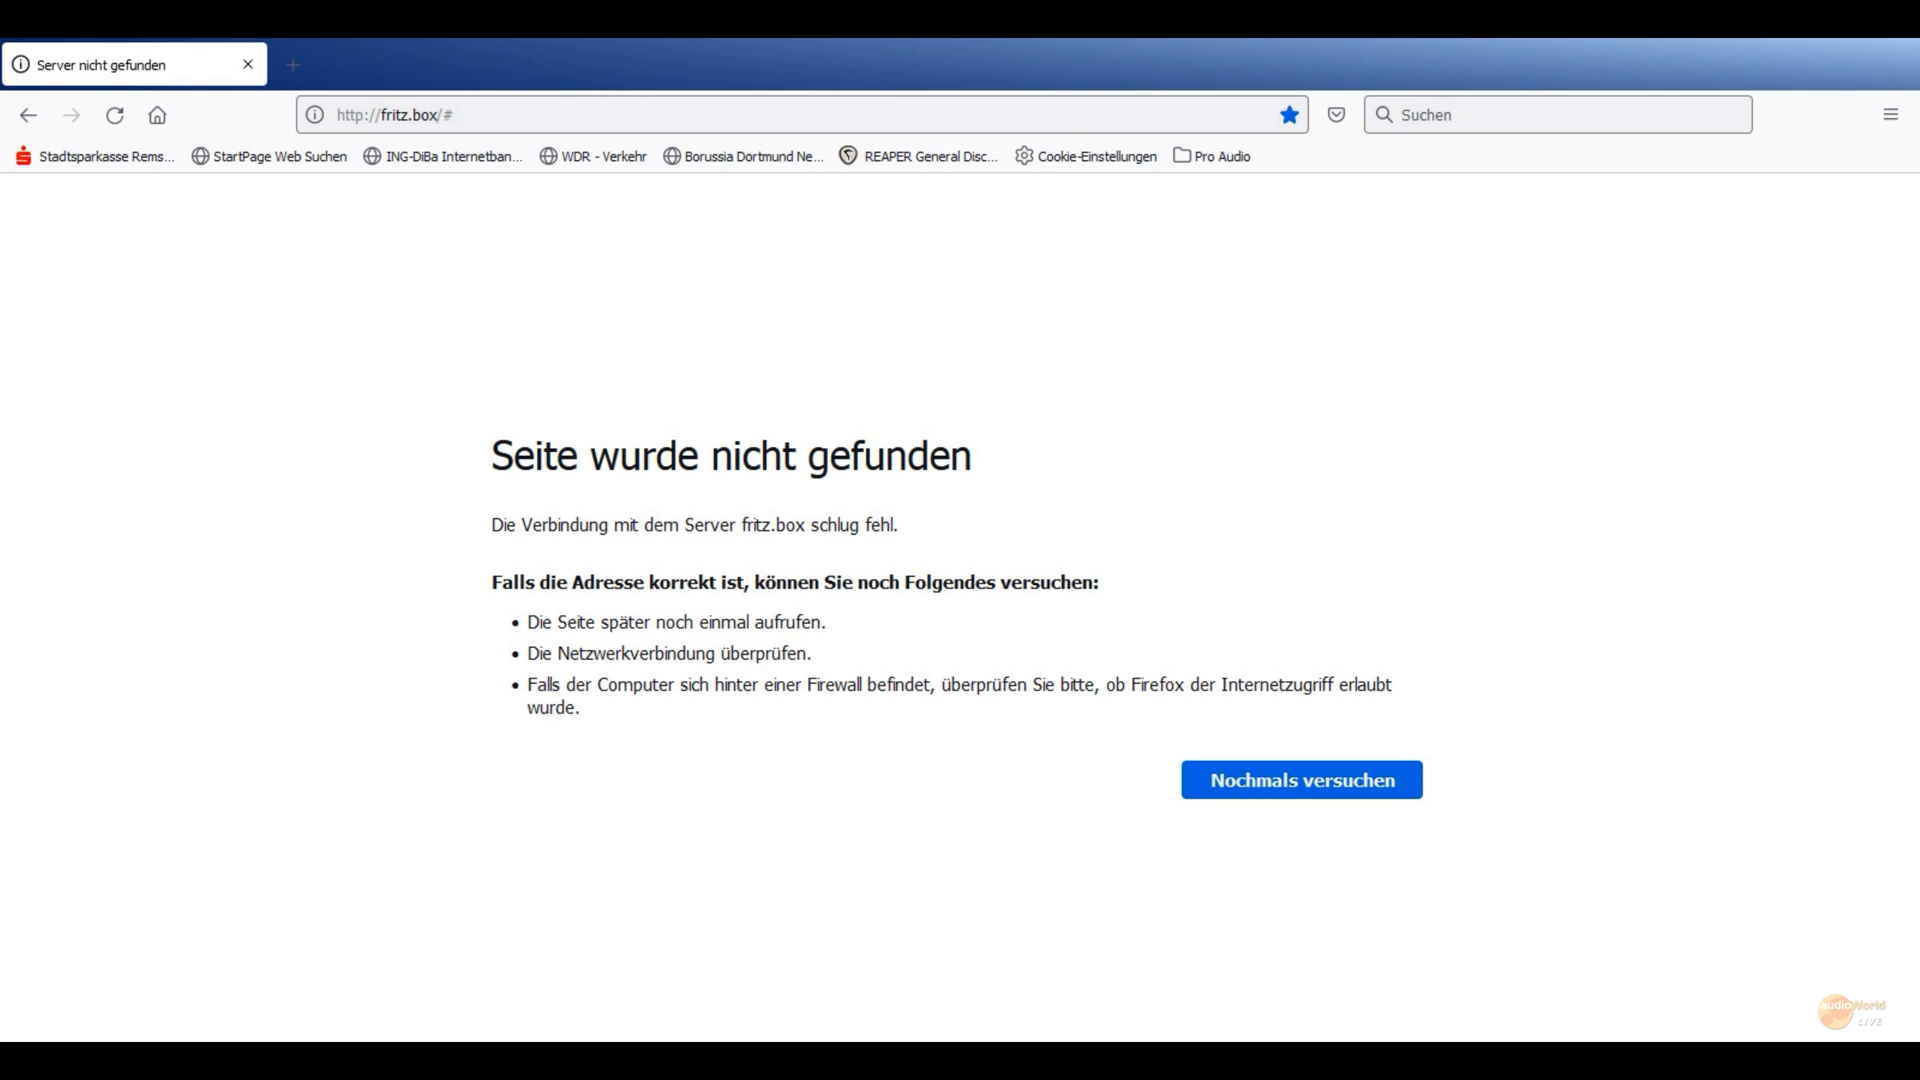 Server nicht gefunden
http://fritz.box/#
Suchen
Stadtsparkasse Rems...
StartPage Web Suchen
ING-DiBa Internetban...
WDR - Verkehr
Borussia Dortmund Ne...
REAPER General Disc...
Cookie-Einstellungen
Pro Audio
Seite wurde nicht gefunden
Die Verbindung mit dem Server fritz.box schlug fehl.
Falls die Adresse korrekt ist, können Sie noch Folgendes versuchen:
• Die Seite später noch einmal aufrufen.
• Die Netzwerkverbindung überprüfen.
• Falls der Computer sich hinter einer Firewall befindet, überprüfen Sie bitte, ob Firefox der Internetzugriff erlaubt
wurde.
Nochmals versuchen
audioWorld
LIVE